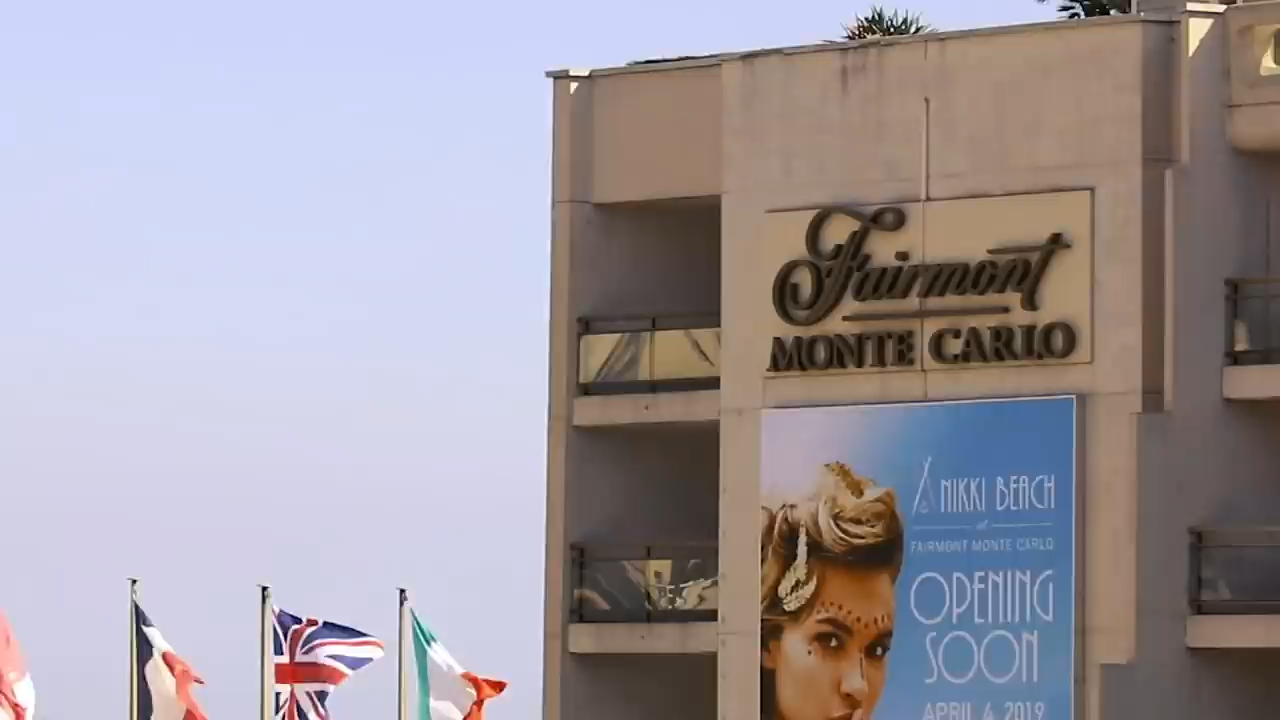 Fairmont
MONTE CARLO
NIKKI BEACH
at
FAIRMONT MONTE CARLO
OPENING
SOON
APRIL 4, 2019